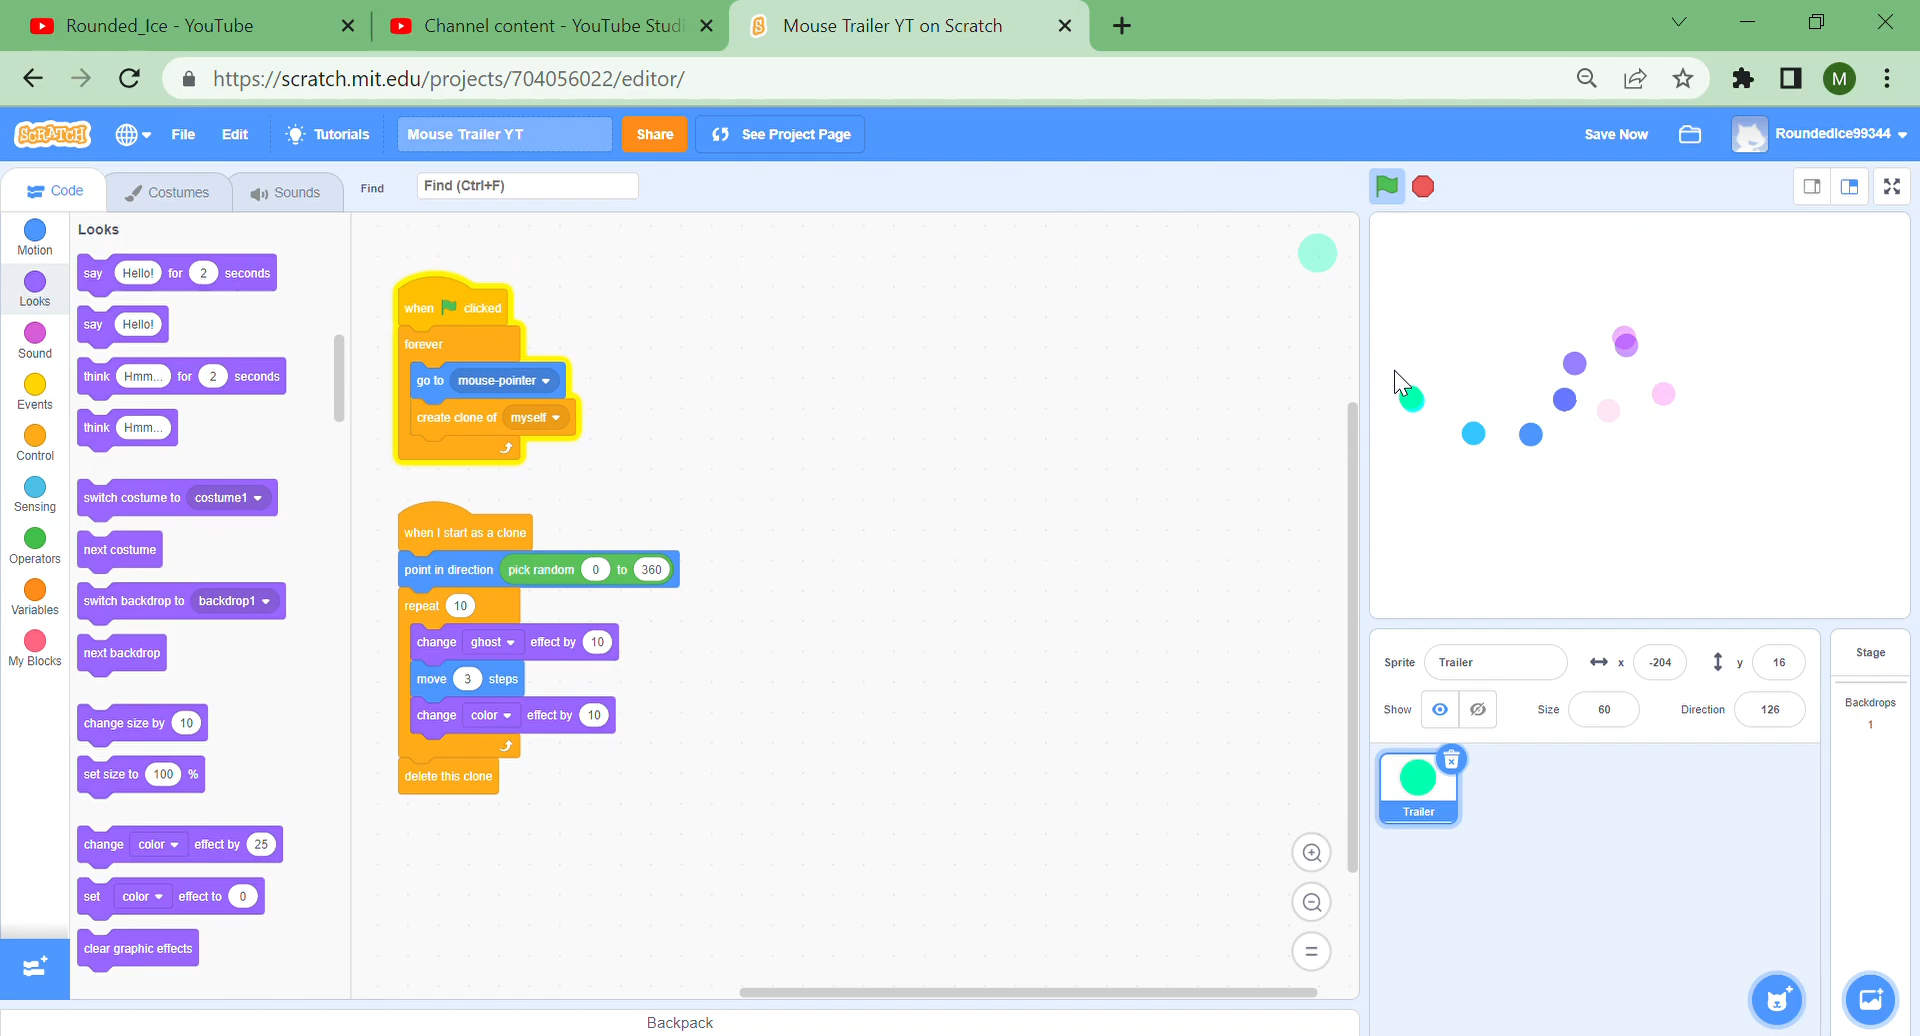 Rounded_Ice - YouTube
Channel content - YouTube Studi
Mouse Trailer YT on Scratch
https://scratch.mit.edu/projects/704056022/editor/
M
SCRATCH
File
Edit
Tutorials
Mouse Trailer YT
Share
See Project Page
Save Now
RoundedIce99344
Code
Costumes
Sounds
Find
Find (Ctrl+F)
Motion
Looks
Sound
Events
Control
Sensing
Operators
Variables
My Blocks
Looks
say Hello! for 2 seconds
say Hello!
think Hmm... for 2 seconds
think Hmm...
switch costume to costume1
next costume
switch backdrop to backdrop1
next backdrop
change size by 10
set size to 100 %
change color effect by 25
set color effect to 0
clear graphic effects
when clicked
forever
go to mouse-pointer
create clone of myself
when I start as a clone
point in direction pick random 0 to 360
repeat 10
change ghost effect by 10
move 3 steps
change color effect by 10
delete this clone
Backpack
Sprite Trailer x -204 y 16
Show Size 60 Direction 126
Trailer
Stage
Backdrops
1